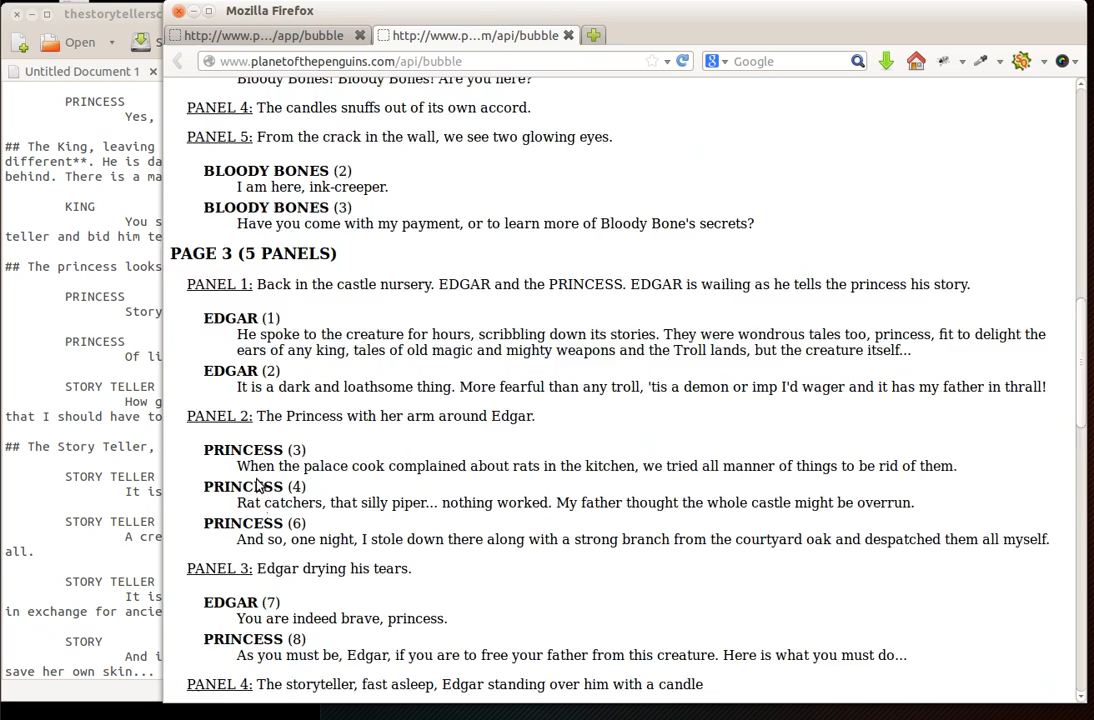 thestorytellersc
Mozilla Firefox
Open
S
http://www.p.../app/bubble
http://www.p...m/api/bubble
Untitled Document 1
www.planetofthepenguins.com/api/bubble
Google
PRINCESS
Yes,
## The King, leaving
different**. He is da
behind. There is a ma
KING
You s
teller and bid him te
## The princess looks
PRINCESS
Story
PRINCESS
Of li
STORY TELLER
How g
that I should have to
## The Story Teller,
STORY TELLER
It is
STORY TELLER
A cre
all.
STORY TELLER
It is
in exchange for ancie
STORY
And i
save her own skin...
Bloody Bones! Bloody Bones! Are you here?
PANEL 4: The candles snuffs out of its own accord.
PANEL 5: From the crack in the wall, we see two glowing eyes.
BLOODY BONES (2)
I am here, ink-creeper.
BLOODY BONES (3)
Have you come with my payment, or to learn more of Bloody Bone's secrets?
PAGE 3 (5 PANELS)
PANEL 1: Back in the castle nursery. EDGAR and the PRINCESS. EDGAR is wailing as he tells the princess his story.
EDGAR (1)
He spoke to the creature for hours, scribbling down its stories. They were wondrous tales too, princess, fit to delight the
ears of any king, tales of old magic and mighty weapons and the Troll lands, but the creature itself...
EDGAR (2)
It is a dark and loathsome thing. More fearful than any troll, 'tis a demon or imp I'd wager and it has my father in thrall!
PANEL 2: The Princess with her arm around Edgar.
PRINCESS (3)
When the palace cook complained about rats in the kitchen, we tried all manner of things to be rid of them.
PRINCESS (4)
Rat catchers, that silly piper... nothing worked. My father thought the whole castle might be overrun.
PRINCESS (6)
And so, one night, I stole down there along with a strong branch from the courtyard oak and despatched them all myself.
PANEL 3: Edgar drying his tears.
EDGAR (7)
You are indeed brave, princess.
PRINCESS (8)
As you must be, Edgar, if you are to free your father from this creature. Here is what you must do...
PANEL 4: The storyteller, fast asleep, Edgar standing over him with a candle